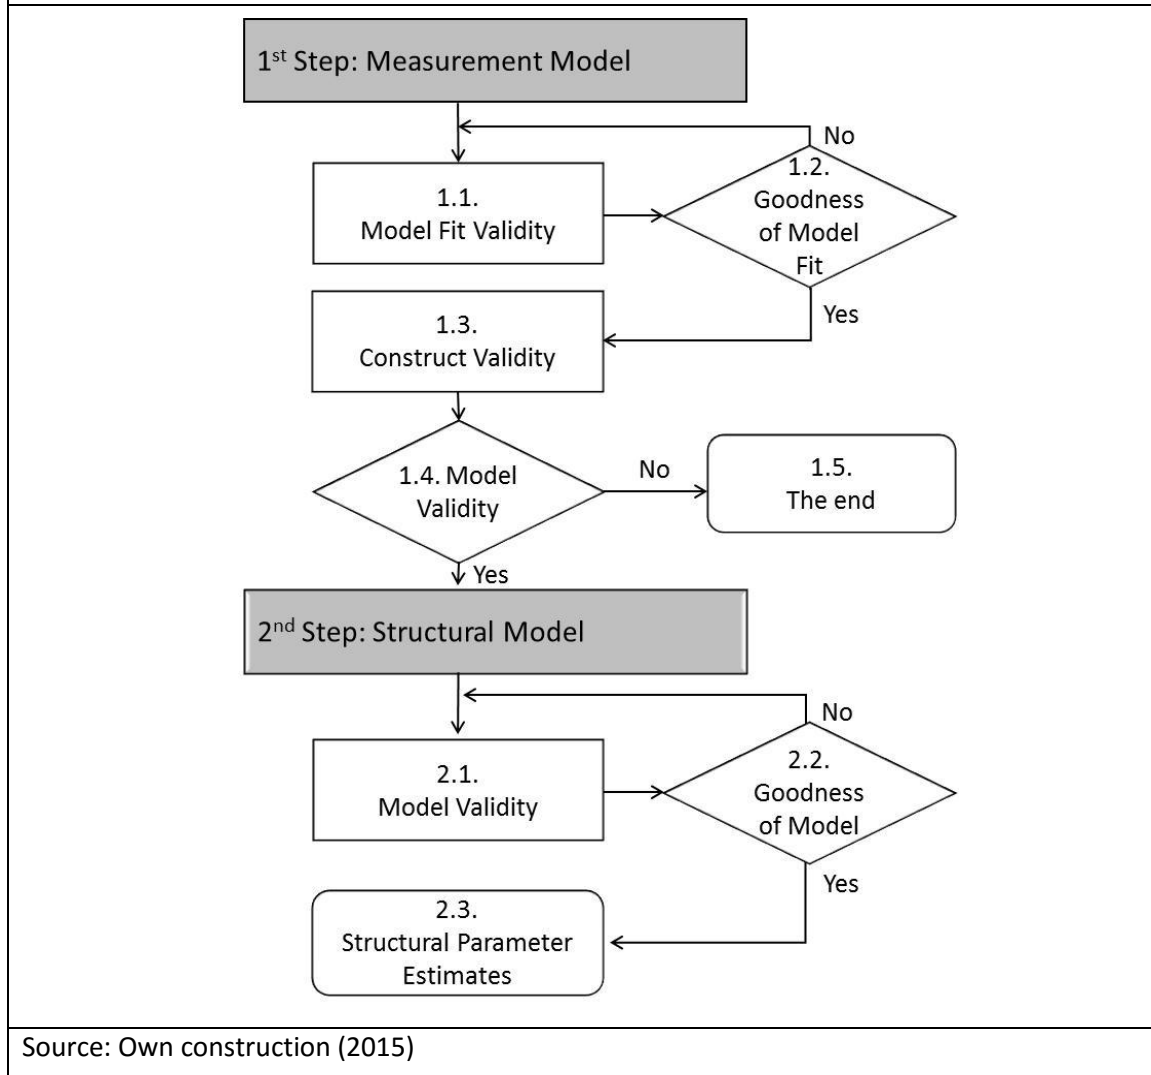 1st Step: Measurement Model
No
1.1.
Model Fit Validity
1.2.
Goodness
of Model
Fit
Yes
1.3.
Construct Validity
1.4. Model
Validity
No
1.5.
The end
Yes
2nd Step: Structural Model
No
2.1.
Model Validity
2.2.
Goodness
of Model
Yes
2.3.
Structural Parameter
Estimates
Source: Own construction (2015)